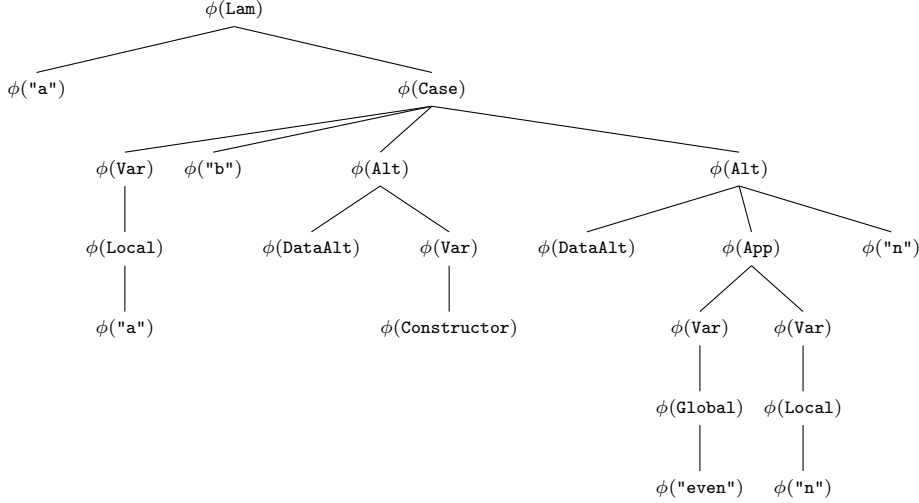 ϕ(Lam)
ϕ("a") ϕ(Case)
ϕ(Var) ϕ("b") ϕ(Alt) ϕ(Alt)
ϕ(Local) ϕ(DataAlt) ϕ(Var) ϕ(DataAlt) ϕ(App) ϕ("n")
ϕ("a") ϕ(Constructor) ϕ(Var) ϕ(Var)
ϕ(Global) ϕ(Local)
ϕ("even") ϕ("n")